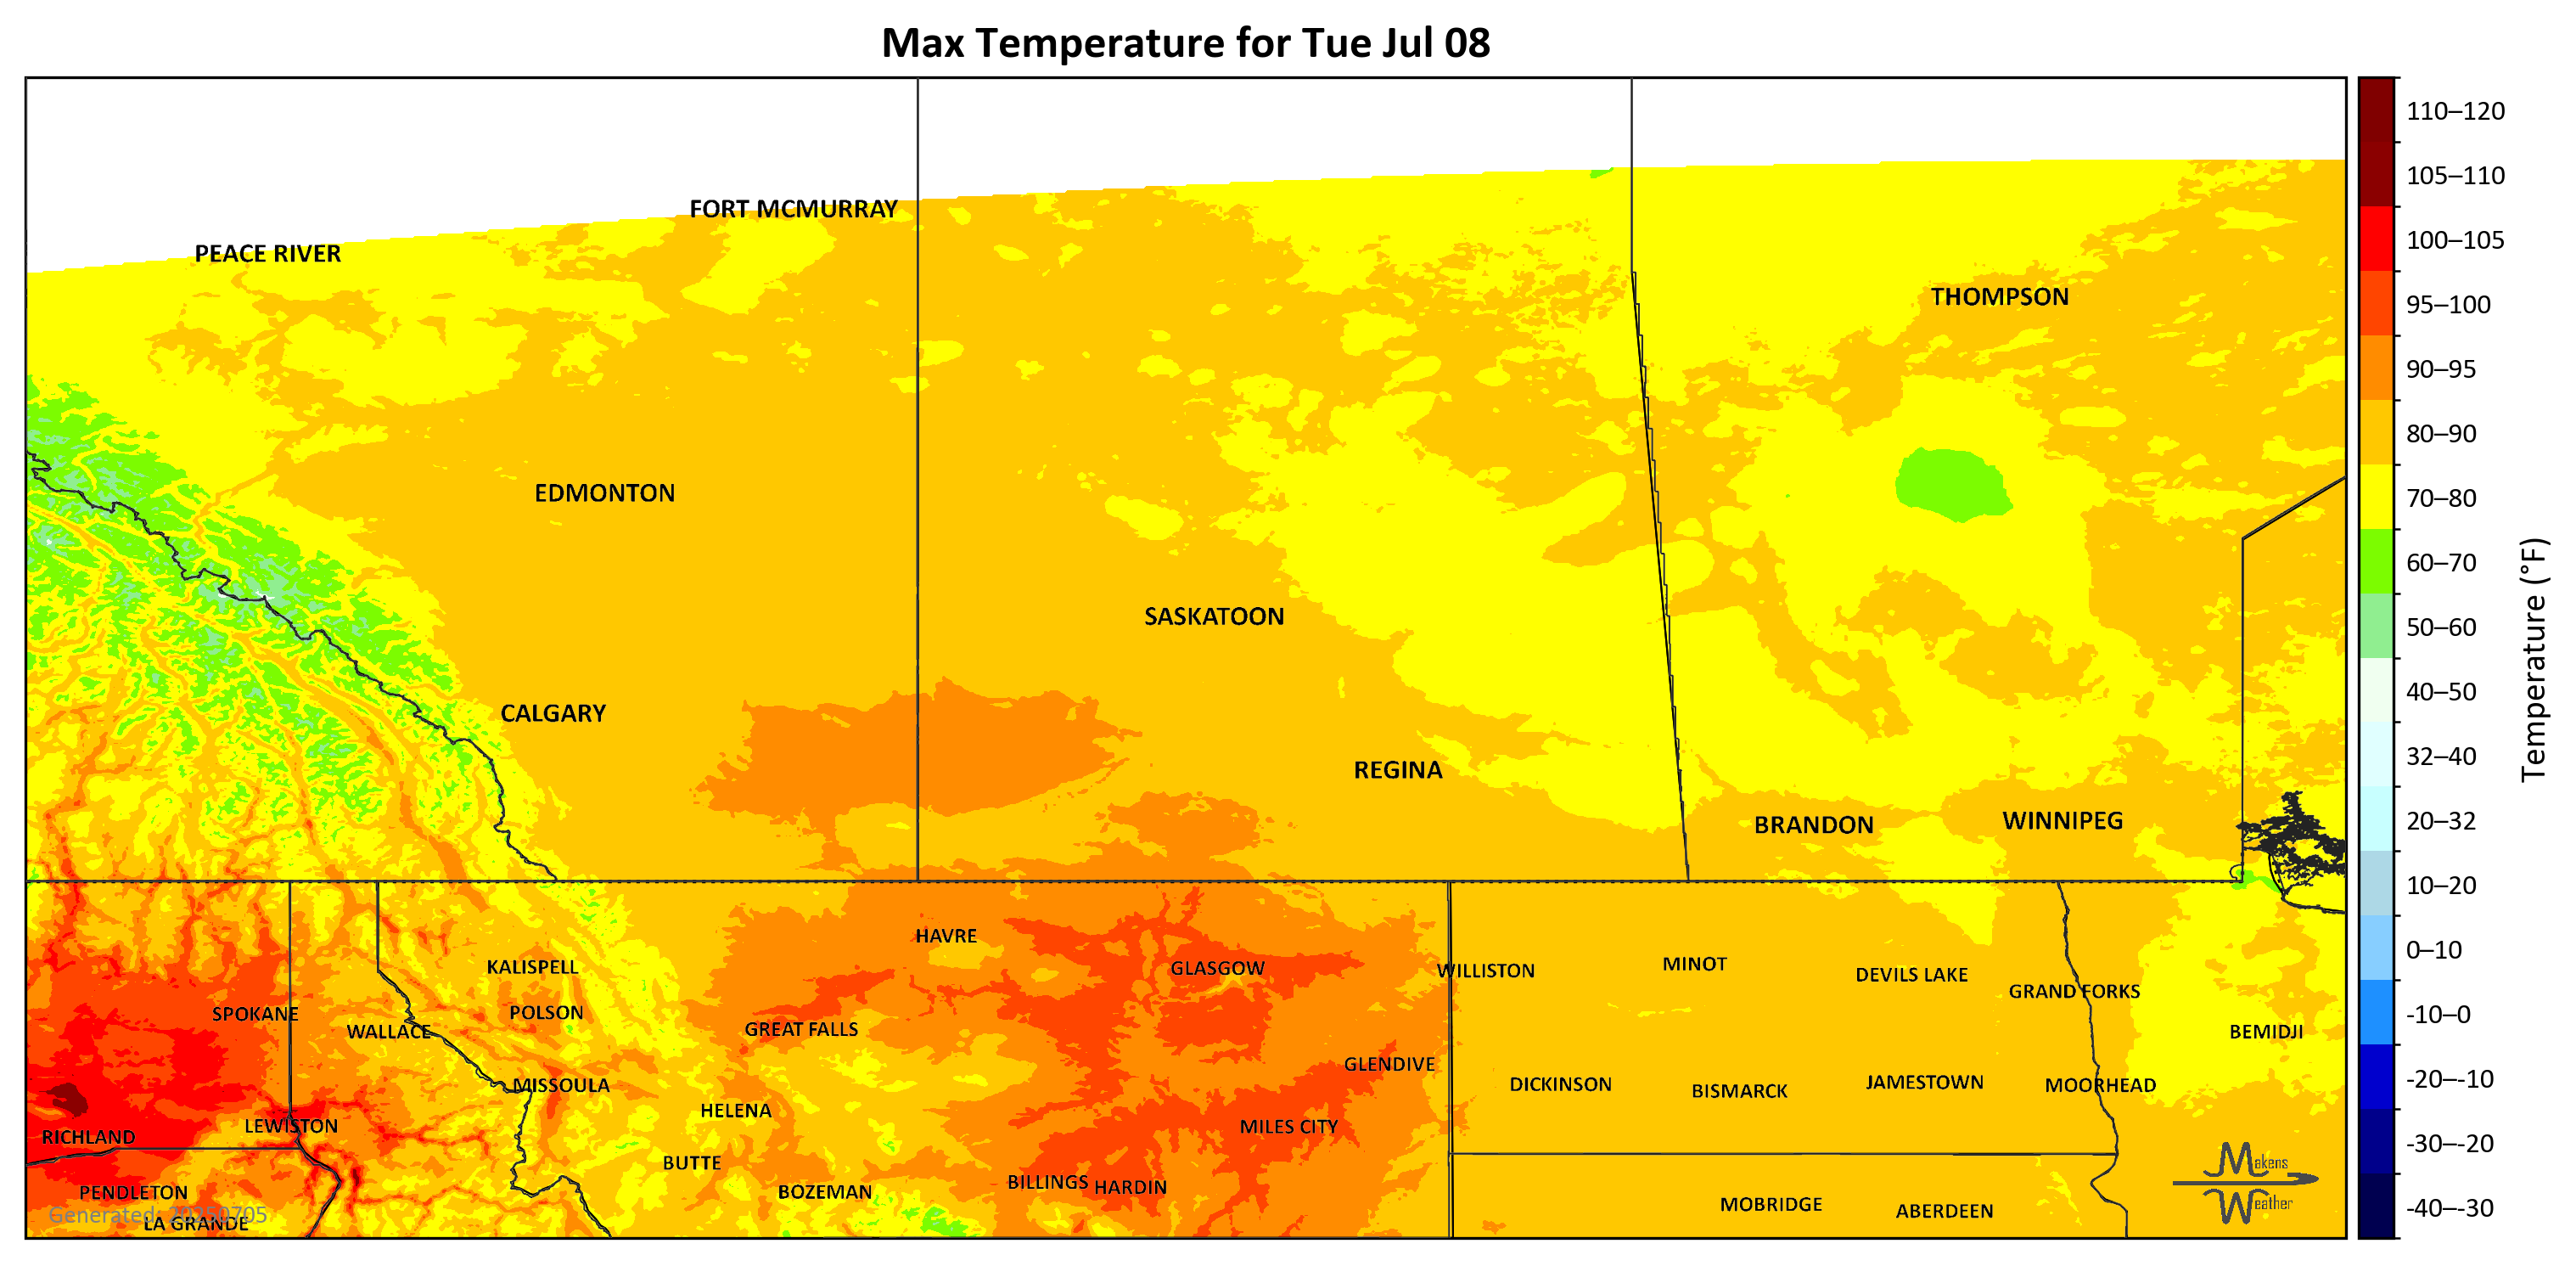 Max Temperature for Tue Jul 08
110–120
105–110
100–105
95–100
90–95
80–90
70–80
60–70
50–60
40–50
32–40
20–32
10–20
0–10
-10–0
-20–-10
-30–-20
-40–-30
Temperature (°F)
FORT MCMURRAY
PEACE RIVER
THOMPSON
EDMONTON
SASKATOON
CALGARY
REGINA
BRANDON
WINNIPEG
HAVRE
KALISPELL
GLASGOW
WILLISTON
MINOT
DEVILS LAKE
GRAND FORKS
SPOKANE
POLSON
WALLACE
GREAT FALLS
BEMIDJI
GLENDIVE
MISSOULA
DICKINSON
BISMARCK
JAMESTOWN
MOORHEAD
HELENA
LEWISTON
MILES CITY
RICHLAND
BUTTE
BILLINGS
HARDIN
PENDLETON
BOZEMAN
MOBRIDGE
ABERDEEN
Generated: 20250705
LA GRANDE
Makens
Weather